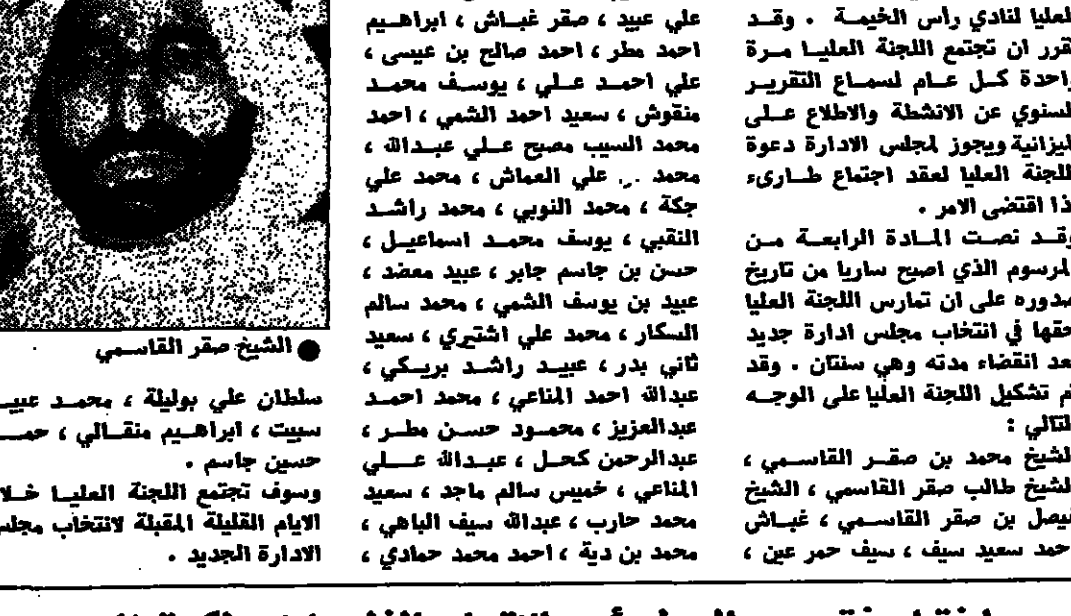 العليا لنادي رأس الخيمة . وقد
تقرر ان تجتمع اللجنة العليا مرة
واحدة كل عام لسماع التقرير
السنوي عن الانشطة والاطلاع على
الميزانية ويجوز لمجلس الادارة دعوة
اللجنة العليا لعقد اجتماع طارىء
اذا اقتضى الامر .
وقد نصت المادة الرابعة من
المرسوم الذي اصبح ساريا من تاريخ
صدوره على ان تمارس اللجنة العليا
حقها في انتخاب مجلس ادارة جديد
بعد انقضاء مدته وهي سنتان . وقد
تم تشكيل اللجنة العليا على الوجه
التالي :
الشيخ محمد بن صقر القاسمي ،
الشيخ طالب صقر القاسمي ، الشيخ
فيصل بن صقر القاسمي ، غباش
احمد سعيد سيف ، سيف حمر عين ،
علي عبيد ، صقر غباش ، ابراهيم
احمد مطر ، احمد صالح بن عيسى ،
علي احمد علي ، يوسف محمد
منقوش ، سعيد احمد الشمي ، احمد
محمد السيب مصبح علي عبدالله ،
محمد .. علي العماش ، محمد علي
جكة ، محمد النوبي ، محمد راشد
النقبي ، يوسف محمد اسماعيل ،
حسن بن جاسم جابر ، عبيد معضد ،
عبيد بن يوسف الشمي ، محمد سالم
السكار ، محمد علي اشتيري ، سعيد
ثاني بدر ، عبيد راشد بريكي ،
عبدالله احمد المناعي ، محمد احمد
عبدالعزيز ، محمود حسن مطر ،
عبدالرحمن كحل ، عبدالله علي
المناعي ، خميس سالم ماجد ، سعيد
محمد حارب ، عبدالله سيف الباهي ،
محمد بن دية ، احمد محمد حمادي ،
● الشيخ صقر القاسمي
سلطان علي بوليلة ، محمد عبيـ
سبيت ، ابراهيم منقالي ، حمـ
حسين جاسم .
وسوف تجتمع اللجنة العليا خلا
الايام القليلة المقبلة لانتخاب مجلس
الادارة الجديد .